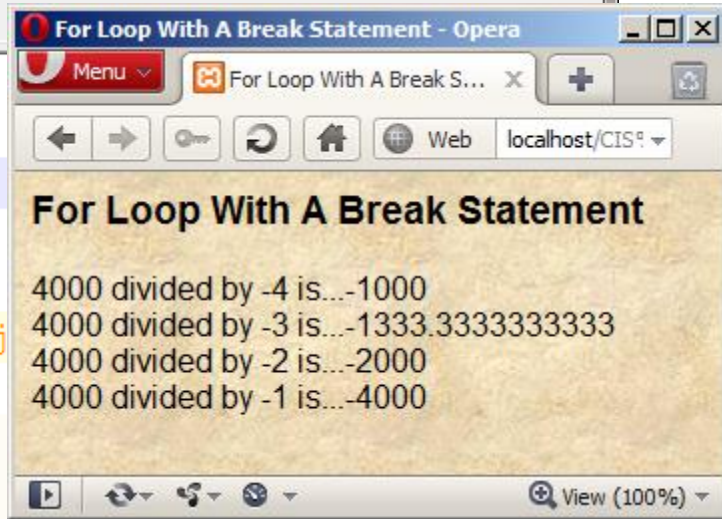 For Loop With A Break Statement - Opera
Menu
For Loop With A Break S...
Web
localhost/CIS
For Loop With A Break Statement
4000 divided by -4 is...-1000
4000 divided by -3 is...-1333.3333333333
4000 divided by -2 is...-2000
4000 divided by -1 is...-4000
View (100%)